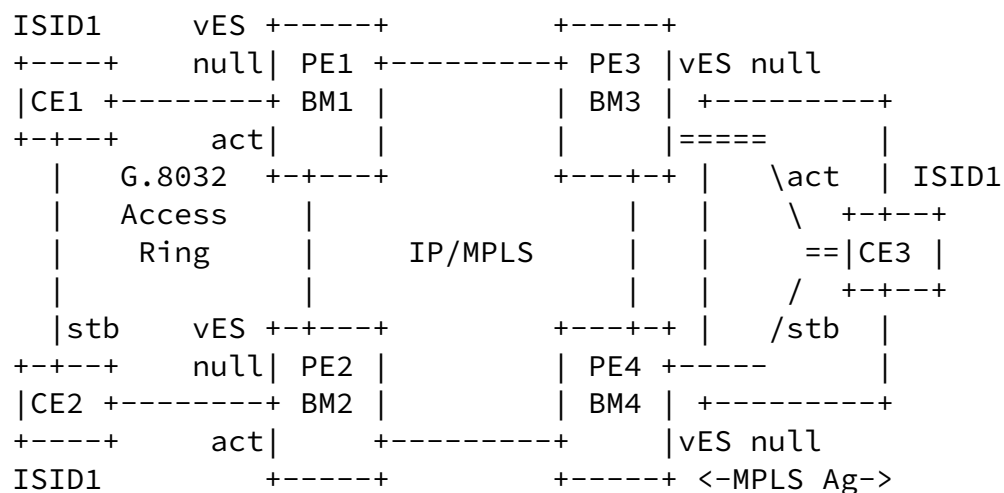 ISID1     vES +-----+         +-----+
+----+    null| PE1 +---------+ PE3 |vES null
|CE1 +--------+ BM1 |         | BM3 | +---------+
+-+--+     act|     |         |     |=====      |
  |   G.8032  +-+---+         +---+-+ |   \act  | ISID1
  |   Access    |                 |   |    \  +-+--+
  |    Ring     |     IP/MPLS     |   |     ==|CE3 |
  |             |                 |   |    /  +-+--+
  |stb    vES +-+---+         +---+-+ |   /stb  |
+-+--+    null| PE2 |         | PE4 +-----      |
|CE2 +--------+ BM2 |         | BM4 | +---------+
+----+     act|     +---------+     |vES null
ISID1         +-----+         +-----+ <-MPLS Ag->